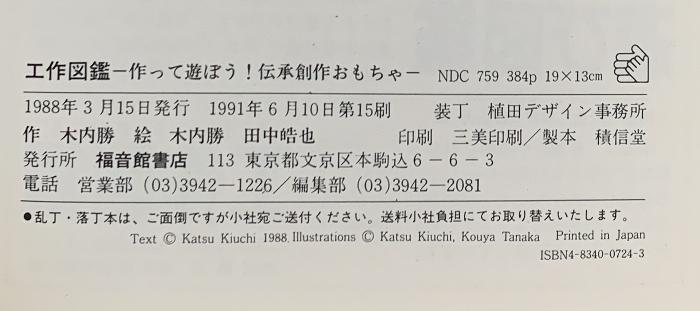 工作図鑑－作って遊ぼう！伝承創作おもちゃ－ NDC 759 384p 19×13cm
1988年3月15日発行 1991年6月10日第15刷 装丁 植田デザイン事務所
作 木内勝 絵 木内勝 田中皓也 印刷 三美印刷／製本 積信堂
発行所 福音館書店 113 東京都文京区本駒込6－6－3
電話 営業部 (03)3942―1226／編集部 (03)3942―2081
●乱丁・落丁本は、ご面倒ですが小社宛ご送付ください。送料小社負担にてお取り替えいたします。
Text © Katsu Kiuchi 1988. Illustrations © Katsu Kiuchi, Kouya Tanaka Printed in Japan
ISBN4-8340-0724-3